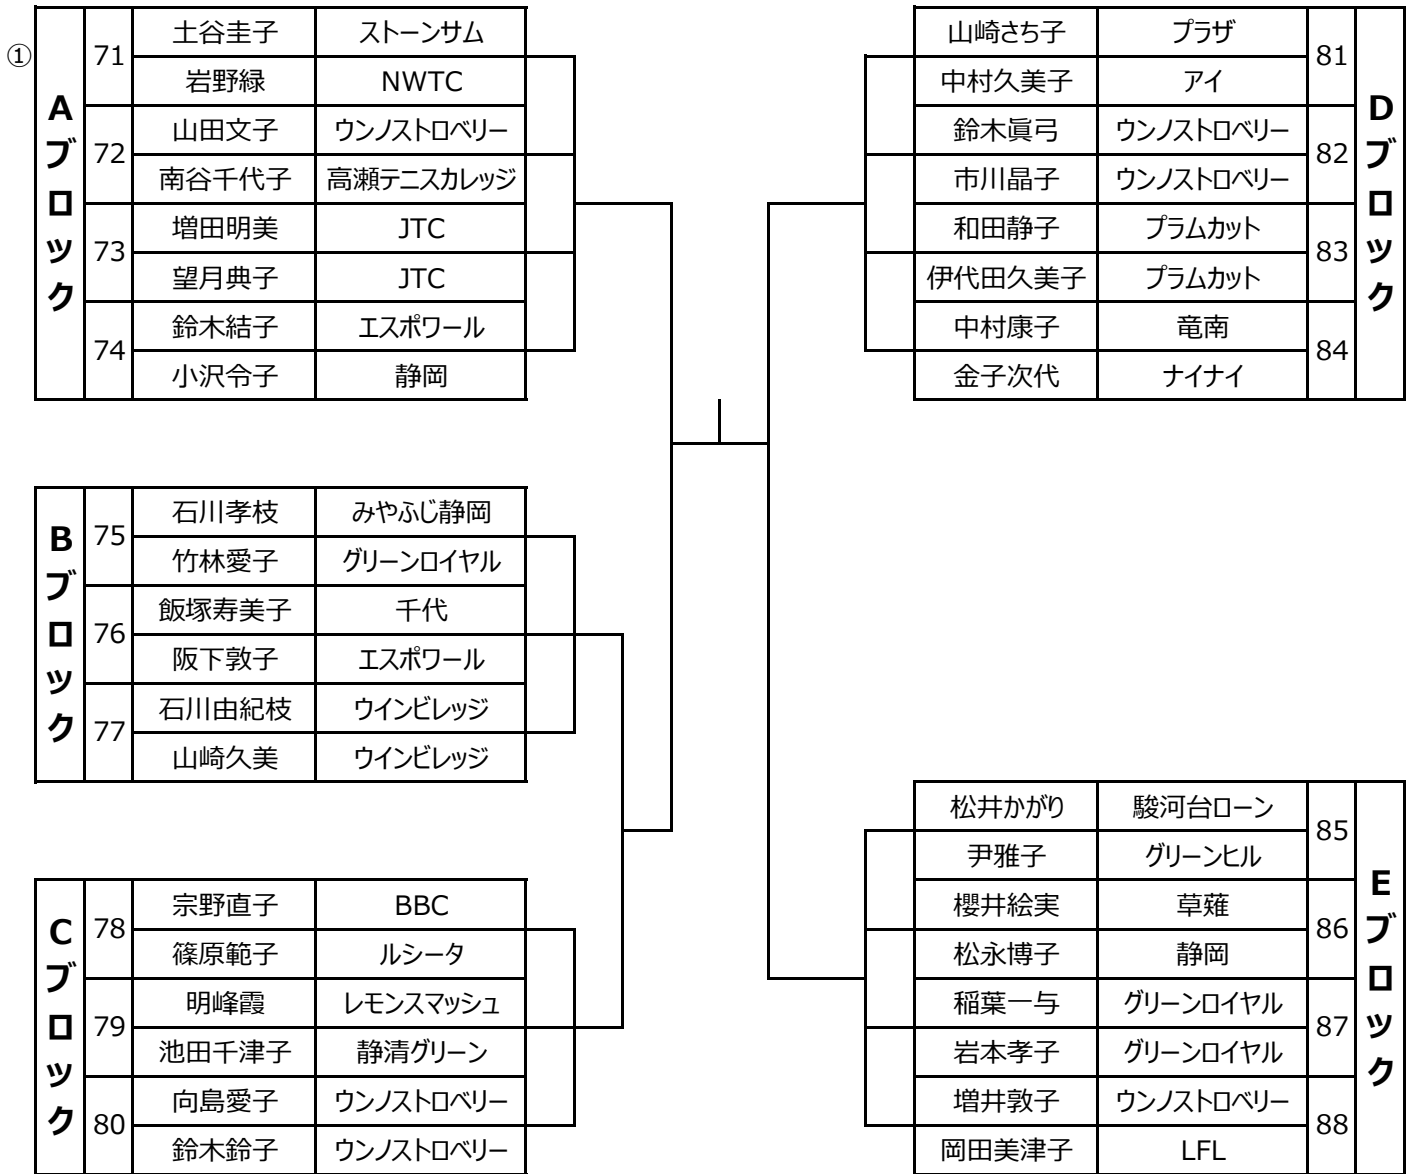 ①
Aブロック
71
土谷圭子 ストーンサム
岩野緑 NWTC
72
山田文子 ウンノストロベリー
南谷千代子 高瀬テニスカレッジ
73
増田明美 JTC
望月典子 JTC
74
鈴木結子 エスポワール
小沢令子 静岡
Bブロック
75
石川孝枝 みやふじ静岡
竹林愛子 グリーンロイヤル
76
飯塚寿美子 千代
阪下敦子 エスポワール
77
石川由紀枝 ウインビレッジ
山崎久美 ウインビレッジ
Cブロック
78
宗野直子 BBC
篠原範子 ルシータ
79
明峰霞 レモンスマッシュ
池田千津子 静清グリーン
80
向島愛子 ウンノストロベリー
鈴木鈴子 ウンノストロベリー
Dブロック
81
山崎さち子 プラザ
中村久美子 アイ
82
鈴木眞弓 ウンノストロベリー
市川晶子 ウンノストロベリー
83
和田静子 プラムカット
伊代田久美子 プラムカット
84
中村康子 竜南
金子次代 ナイナイ
Eブロック
85
松井かがり 駿河台ローン
尹雅子 グリーンヒル
86
櫻井絵実 草薙
松永博子 静岡
87
稲葉一与 グリーンロイヤル
岩本孝子 グリーンロイヤル
88
増井敦子 ウンノストロベリー
岡田美津子 LFL